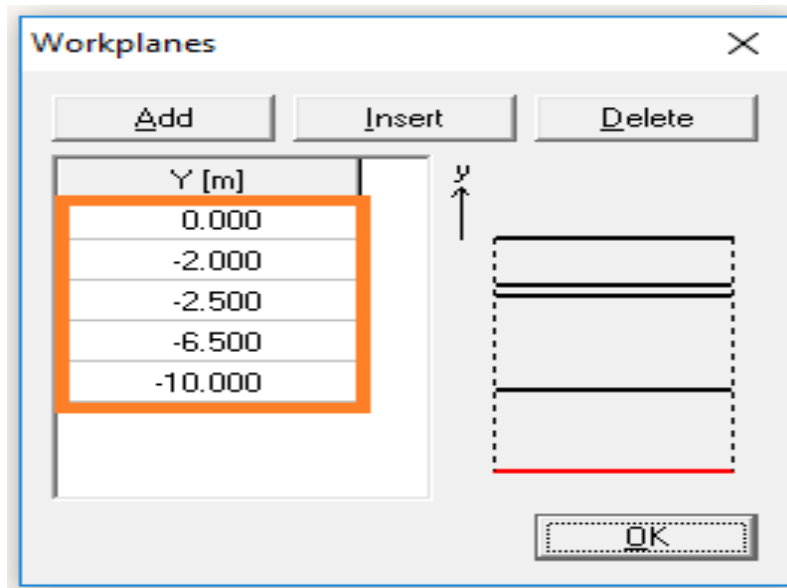 Workplanes
Add Insert Delete
Y [m]
y
0.000
-2.000
-2.500
-6.500
-10.000
OK